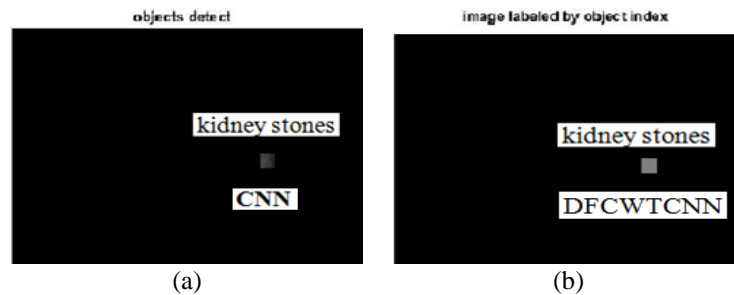 objects detect
kidney stones
CNN
(a)
image labeled by object index
kidney stones
DFCWTCNN
(b)